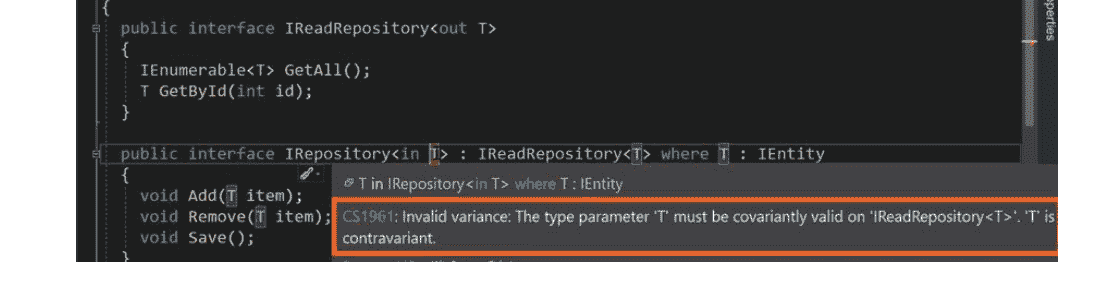 {
public interface IReadRepository<out T>
{
IEnumerable<T> GetAll();
T GetById(int id);
}
public interface IRepository<in T> : IReadRepository<T> where T : IEntity
{
T in IRepository<in T> where T : IEntity
void Add(T item);
void Remove(T item);
CS1961: Invalid variance: The type parameter 'T' must be covariantly valid on 'IReadRepository<T>'. 'T' is
contravariant.
void Save();
}